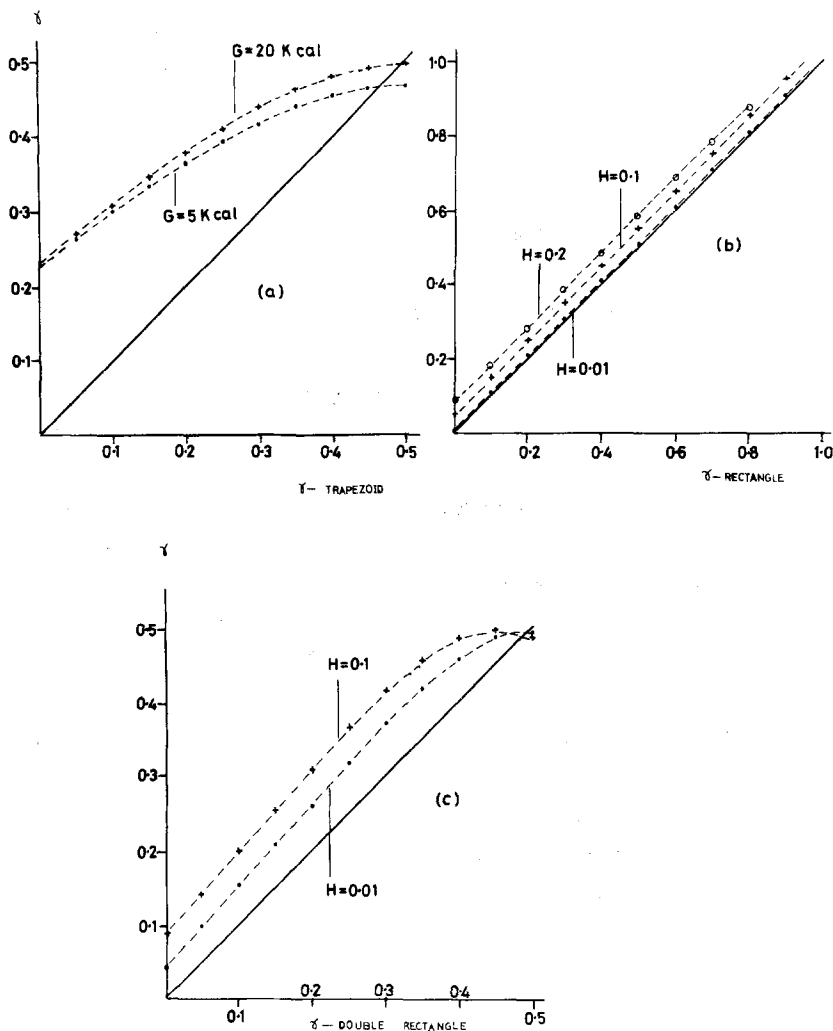 γ
G=20 K cal
0·5
0·4
0·3
0·2
0·1
G=5 K cal
(a)
0·1 0·2 0·3 0·4 0·5
γ— TRAPEZOID
1·0
0·8
0·6
0·4
0·2
H=0·1
H=0·2
(b)
H=0·01
0·2 0·4 0·6 0·8 1·0
γ— RECTANGLE
γ
0·5
0·4
0·3
0·2
0·1
H=0·1
(c)
H=0·01
0·1 0·2 0·3 0·4 0·5
γ— DOUBLE RECTANGLE